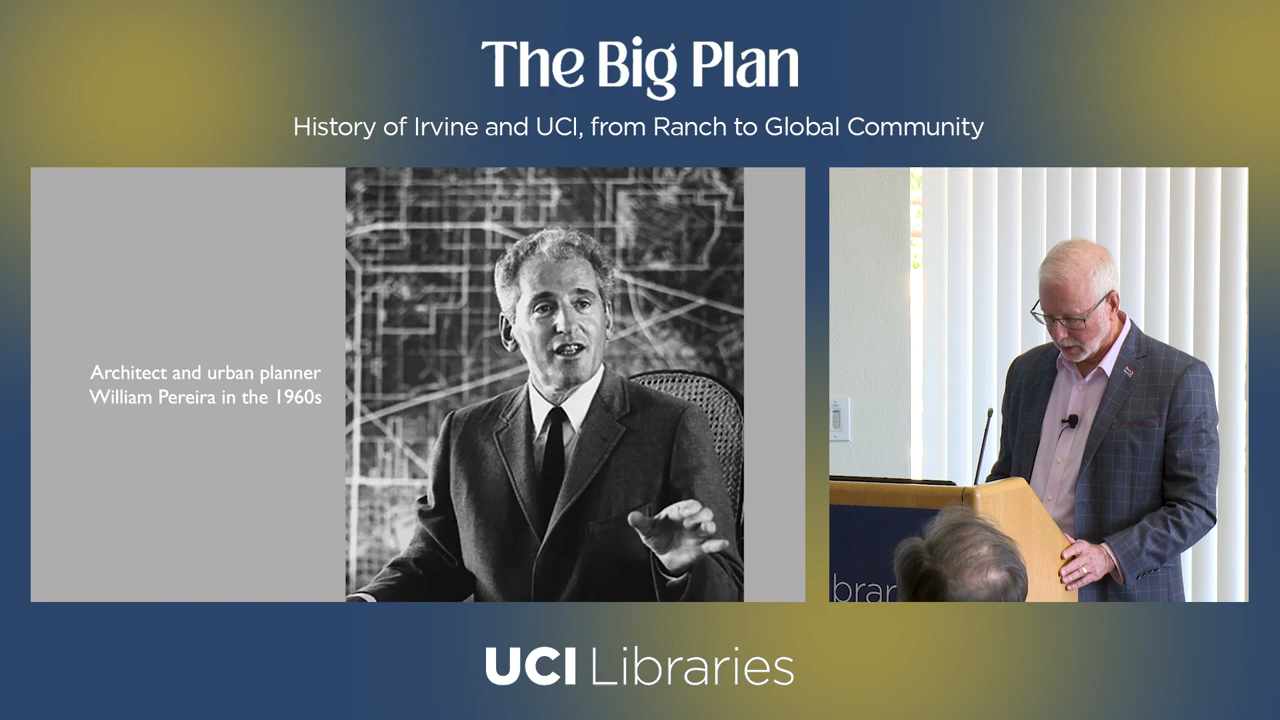 The Big Plan
History of Irvine and UCI, from Ranch to Global Community
Architect and urban planner
William Pereira in the 1960s
brar
UCI Libraries